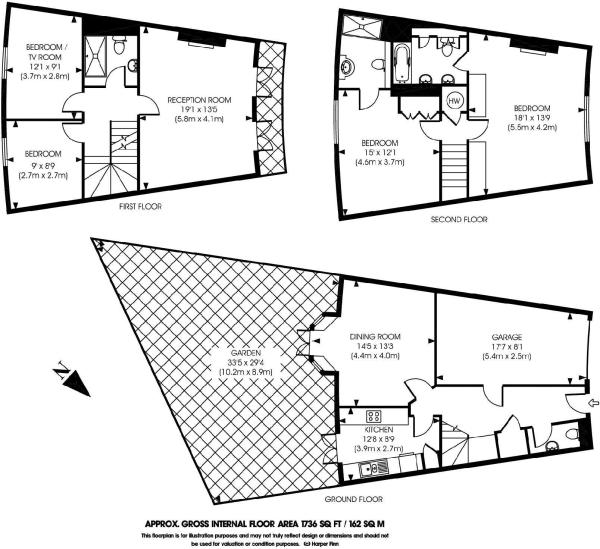 BEDROOM /
TV ROOM
12'1 x 9'1
(3.7m x 2.8m)
RECEPTION ROOM
19'1 x 13'5
(5.8m x 4.1m)
BEDROOM
9' x 8'9
(2.7m x 2.7m)
FIRST FLOOR
HW
BEDROOM
18'1 x 13'9
(5.5m x 4.2m)
BEDROOM
15' x 12'1
(4.6m x 3.7m)
SECOND FLOOR
N
GARDEN
33'5 x 29'4
(10.2m x 8.9m)
DINING ROOM
14'5 x 13'3
(4.4m x 4.0m)
GARAGE
17'7 x 8'1
(5.4m x 2.5m)
KITCHEN
12'8 x 8'9
(3.9m x 2.7m)
GROUND FLOOR
APPROX. GROSS INTERNAL FLOOR AREA 1736 SQ FT / 162 SQ M
This floorplan is for illustration purposes and may not truly reflect design or dimensions and should not
be used for valuation or condition purposes. (c) Harper Finn